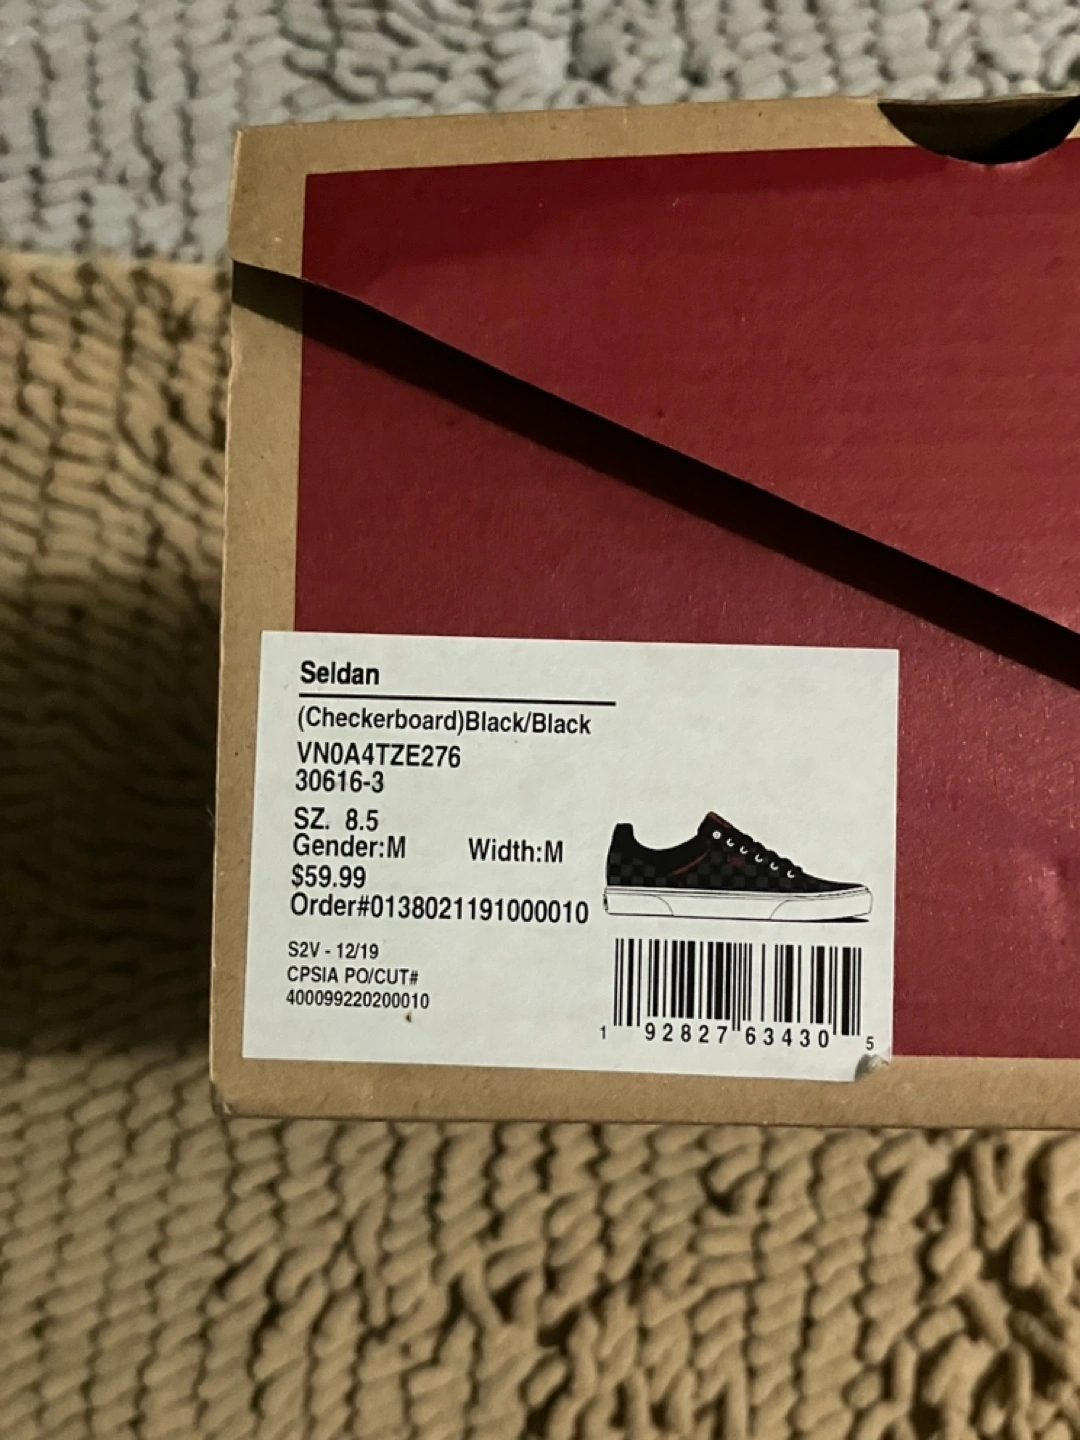 Seldan
(Checkerboard)Black/Black
VN0A4TZE276
30616-3
SZ. 8.5
Gender:M Width:M
$59.99
Order#0138021191000010
S2V - 12/19
CPSIA PO/CUT#
400099220200010
1 92827 63430 5